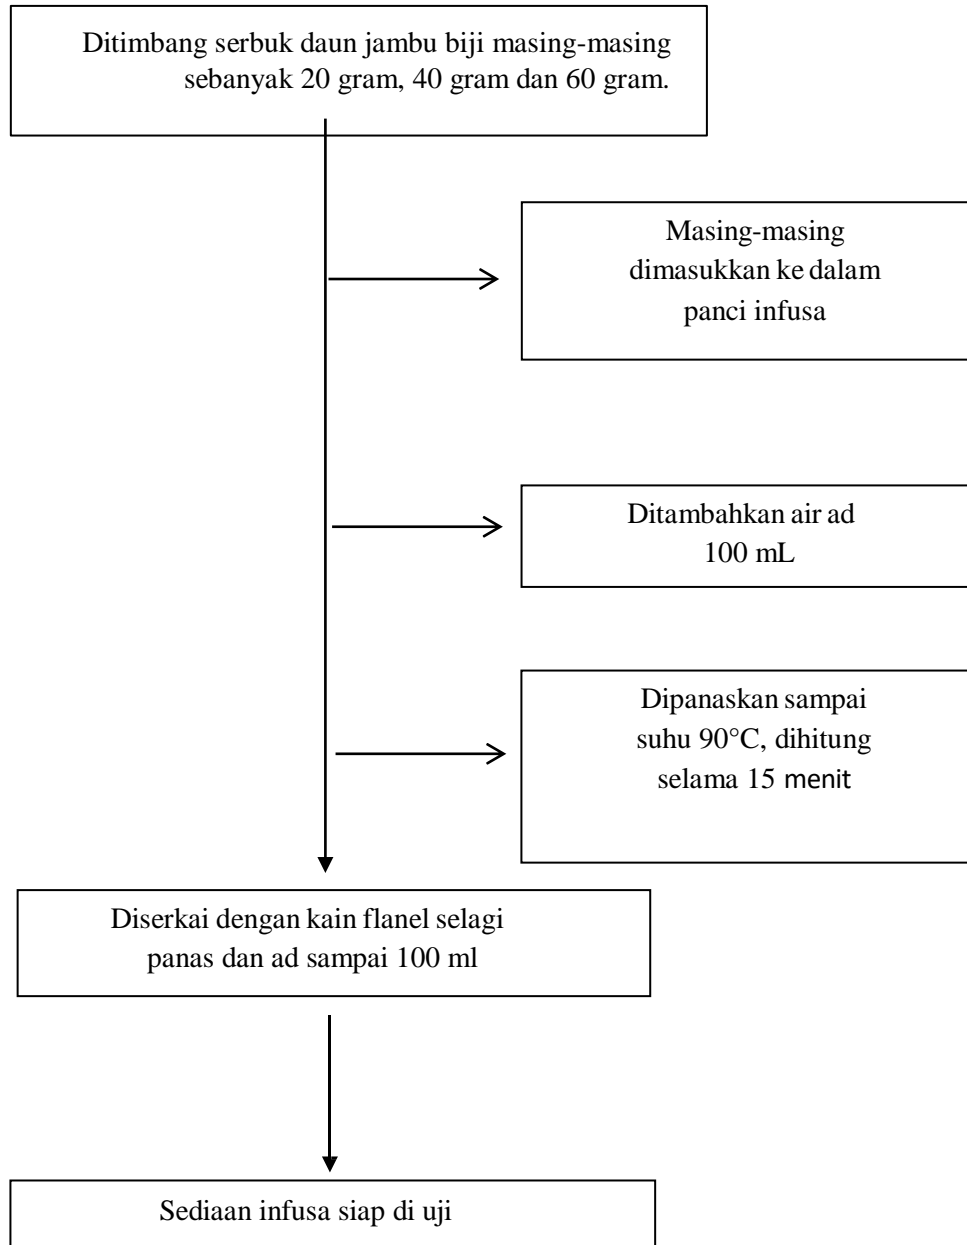 Ditimbang serbuk daun jambu biji masing-masing
sebanyak 20 gram, 40 gram dan 60 gram.
Masing-masing
dimasukkan ke dalam
panci infusa
Ditambahkan air ad
100 mL
Dipanaskan sampai
suhu 90°C, dihitung
selama 15 menit
Diserkai dengan kain flanel selagi
panas dan ad sampai 100 ml
Sediaan infusa siap di uji